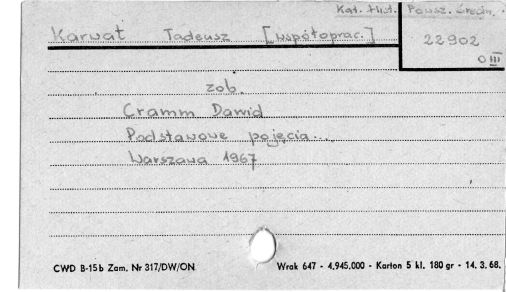 Kat. Hist. Powsz. średn.
Karwat Tadeusz [współoprac.]
22902
O III
zob.
Cramm Dawid
Podstawowe pojęcia...
Warszawa 1967
CWD B-15b Zam. Nr 317/DW/ON
Wrak 647 - 4.945.000 - Karton 5 kl. 180 gr - 14. 3. 68.